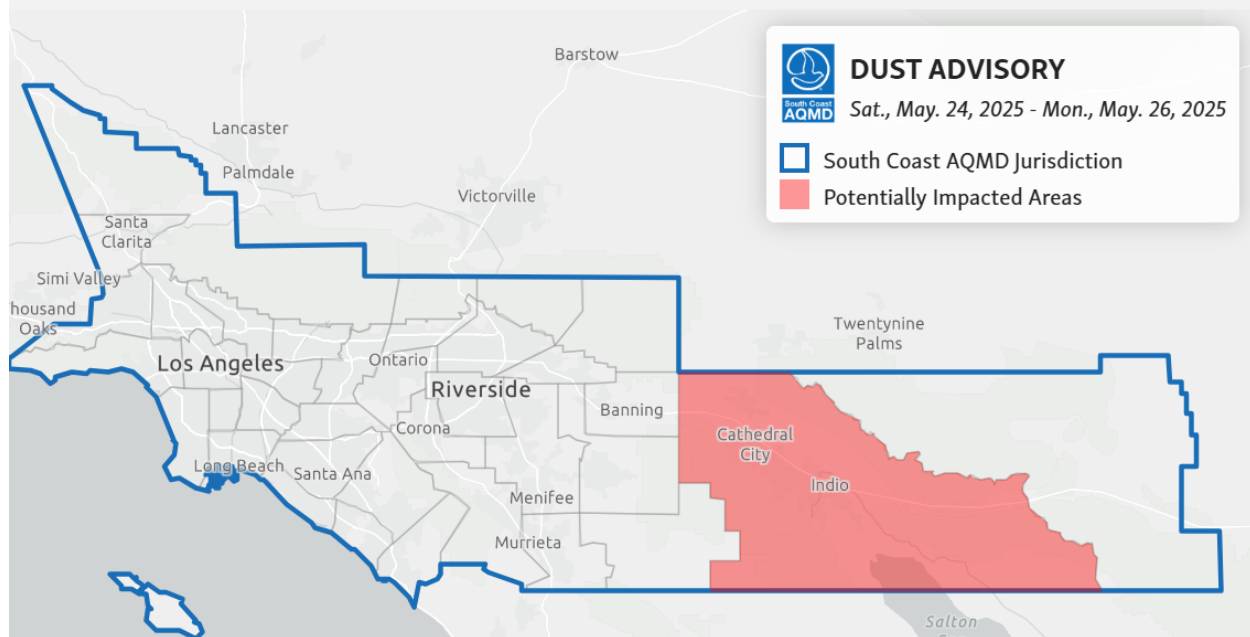 Barstow
DUST ADVISORY
South Coast
AQMD
Sat., May. 24, 2025 - Mon., May. 26, 2025
South Coast AQMD Jurisdiction
Potentially Impacted Areas
Lancaster
Palmdale
Victorville
Santa
Clarita
Simi Valley
housand
Oaks
Twentynine
Palms
Los Angeles
Ontario
Riverside
Banning
Corona
Cathedral
City
Long Beach
Santa Ana
Indio
Menifee
Murrieta
Salton